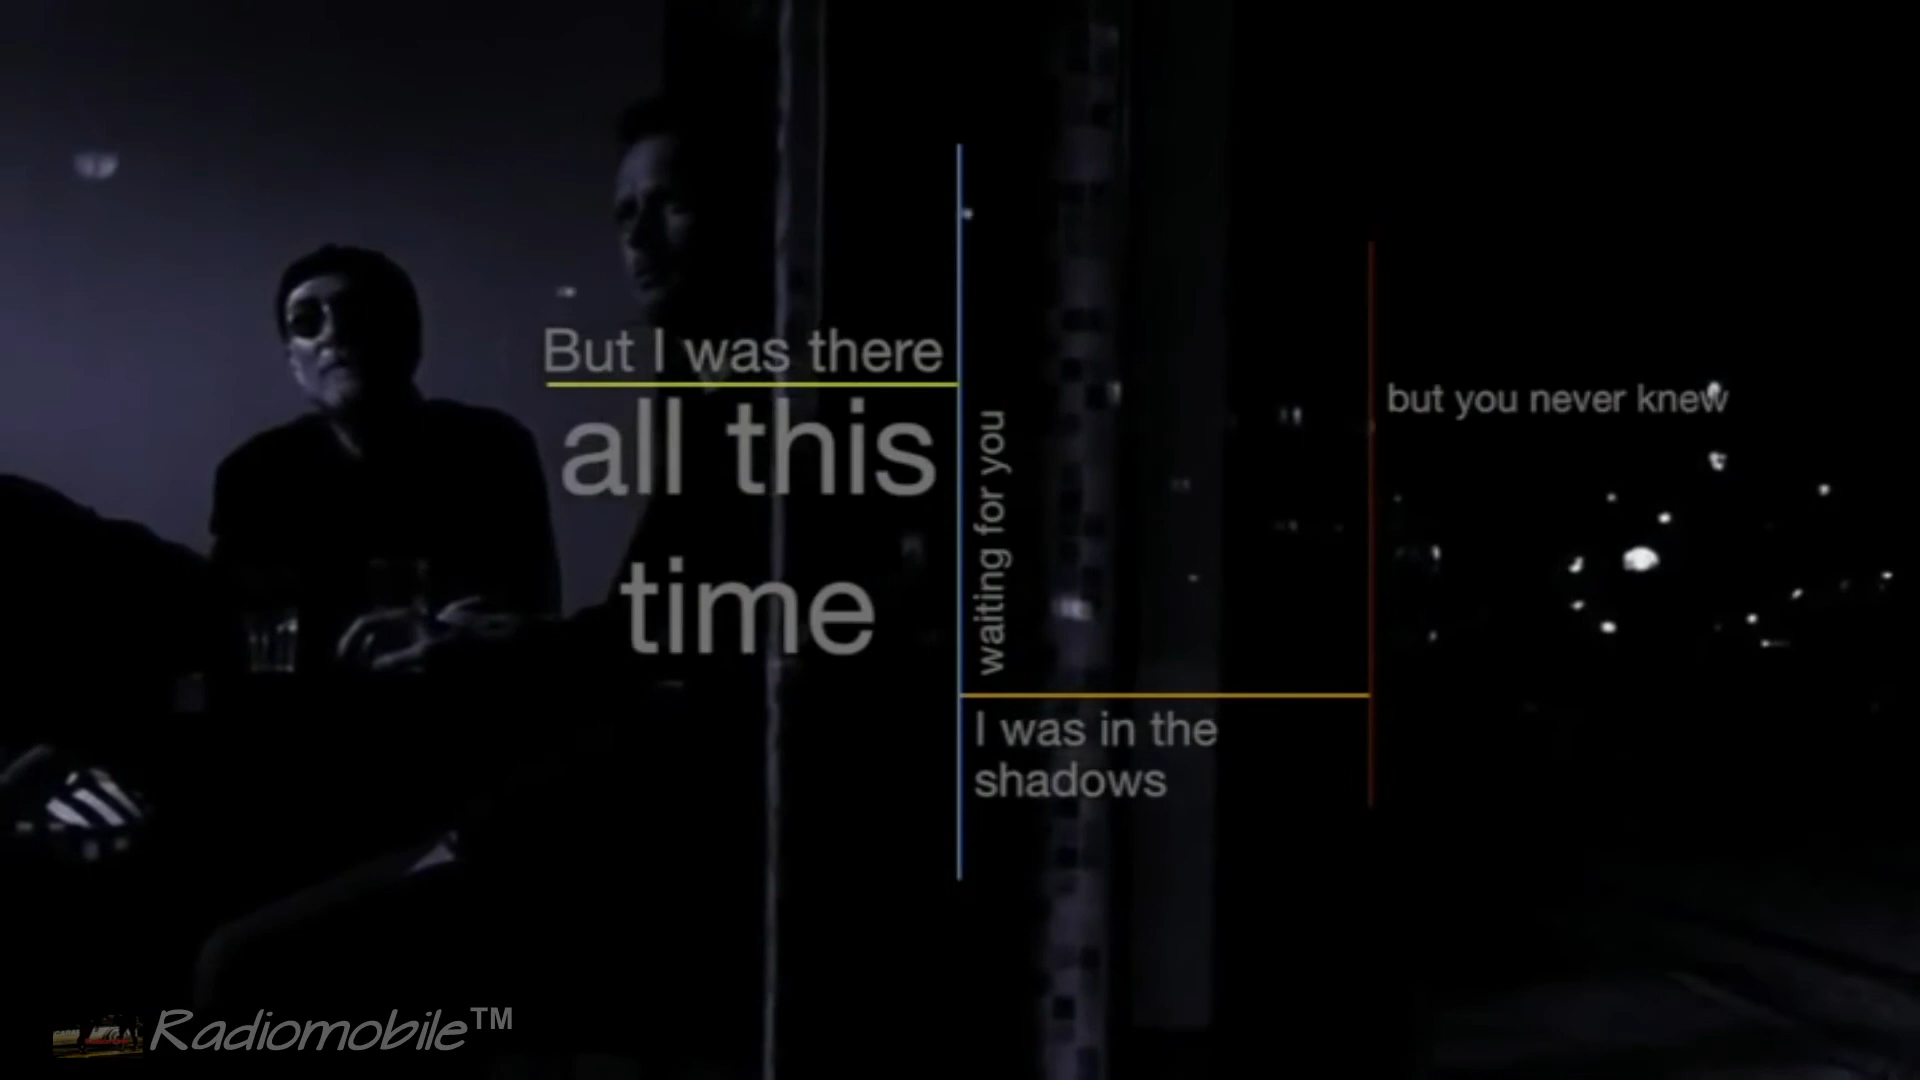 But I was there
all this
time
waiting for you
I was in the
shadows
but you never knew
Radiomobile™